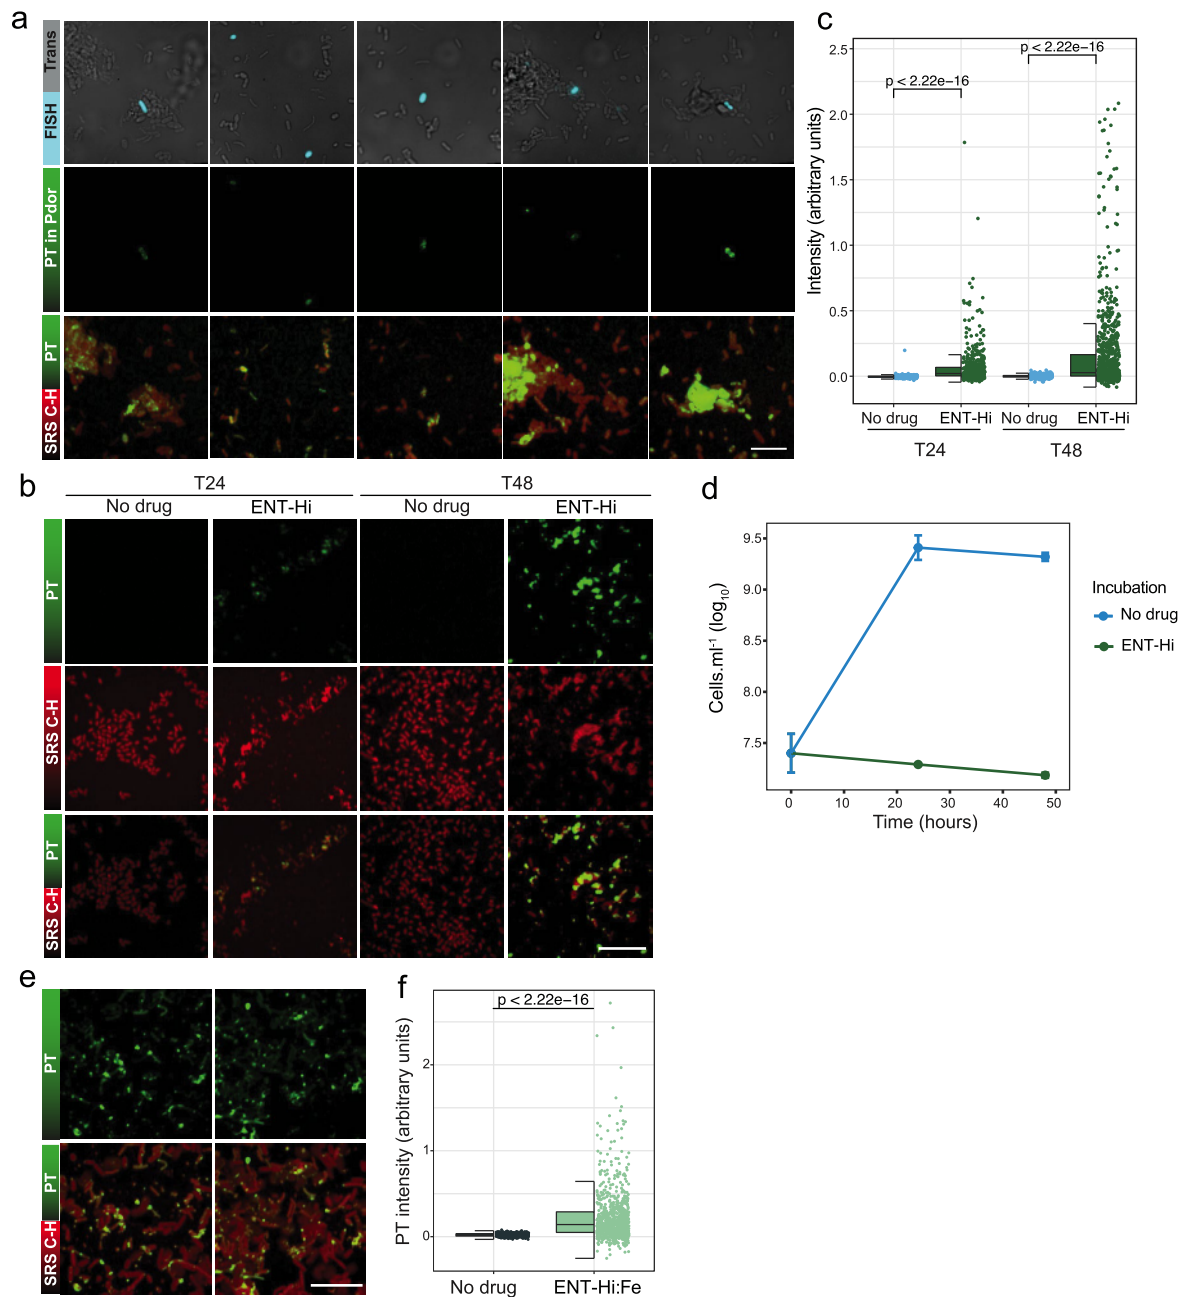 a
Trans
FISH
PT in Pdor
PT
SRS C-H
c
Intensity (arbitrary units)
2.5
2.0
1.5
1.0
0.5
0.0
p < 2.22e−16
p < 2.22e−16
No drug
ENT-Hi
No drug
ENT-Hi
T24
T48
b
T24
T48
No drug
ENT-Hi
No drug
ENT-Hi
PT
SRS C-H
PT
SRS C-H
d
Cells.ml⁻¹ (log₁₀)
9.5
9.0
8.5
8.0
7.5
0
10
20
30
40
50
Time (hours)
Incubation
No drug
ENT-Hi
e
PT
PT
SRS C-H
f
PT intensity (arbitrary units)
2
1
0
p < 2.22e−16
No drug
ENT-Hi:Fe